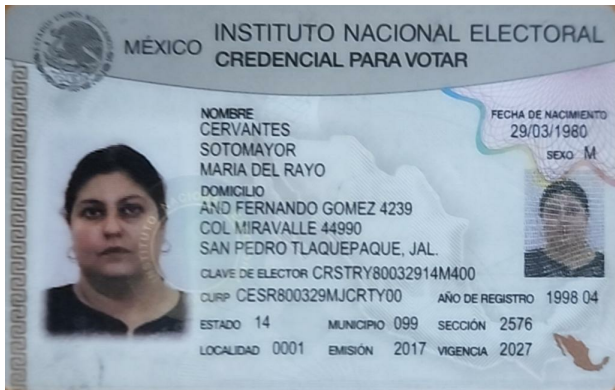 MÉXICO
INSTITUTO NACIONAL ELECTORAL
CREDENCIAL PARA VOTAR
NOMBRE
CERVANTES
SOTOMAYOR
MARIA DEL RAYO
FECHA DE NACIMIENTO
29/03/1980
SEXO M
DOMICILIO
AND FERNANDO GOMEZ 4239
COL MIRAVALLE 44990
SAN PEDRO TLAQUEPAQUE, JAL.
CLAVE DE ELECTOR CRSTRY80032914M400
CURP CESR800329MJCRTY00 AÑO DE REGISTRO 1998 04
ESTADO 14 MUNICIPIO 099 SECCIÓN 2576
LOCALIDAD 0001 EMISIÓN 2017 VIGENCIA 2027